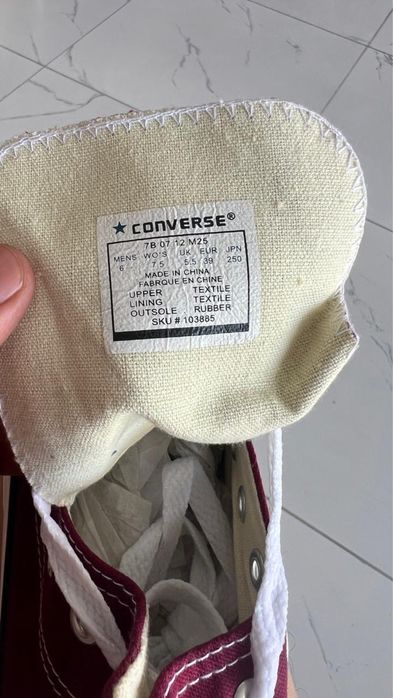 ★ CONVERSE®
7B 07 12 M25
MENS WO'S UK EUR JPN
6 7.5 5.5 39 250
MADE IN CHINA
FABRIQUE EN CHINE
UPPER TEXTILE
LINING TEXTILE
OUTSOLE RUBBER
SKU # 103885